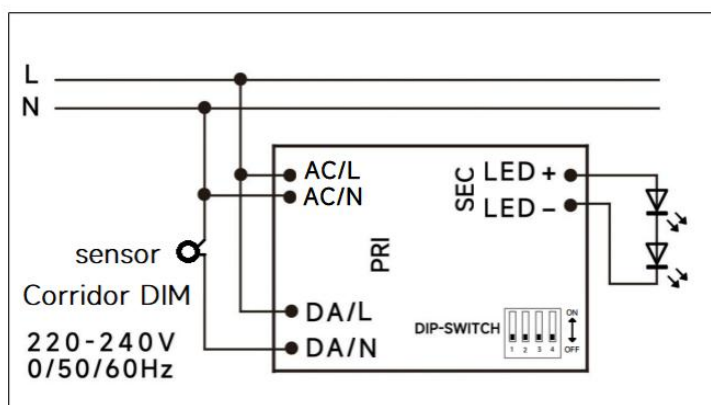 L
N
AC/L
AC/N
PRI
SEC
LED +
LED -
sensor
Corridor DIM
DA/L
DA/N
220-240V
0/50/60Hz
DIP-SWITCH
ON
OFF
1 2 3 4